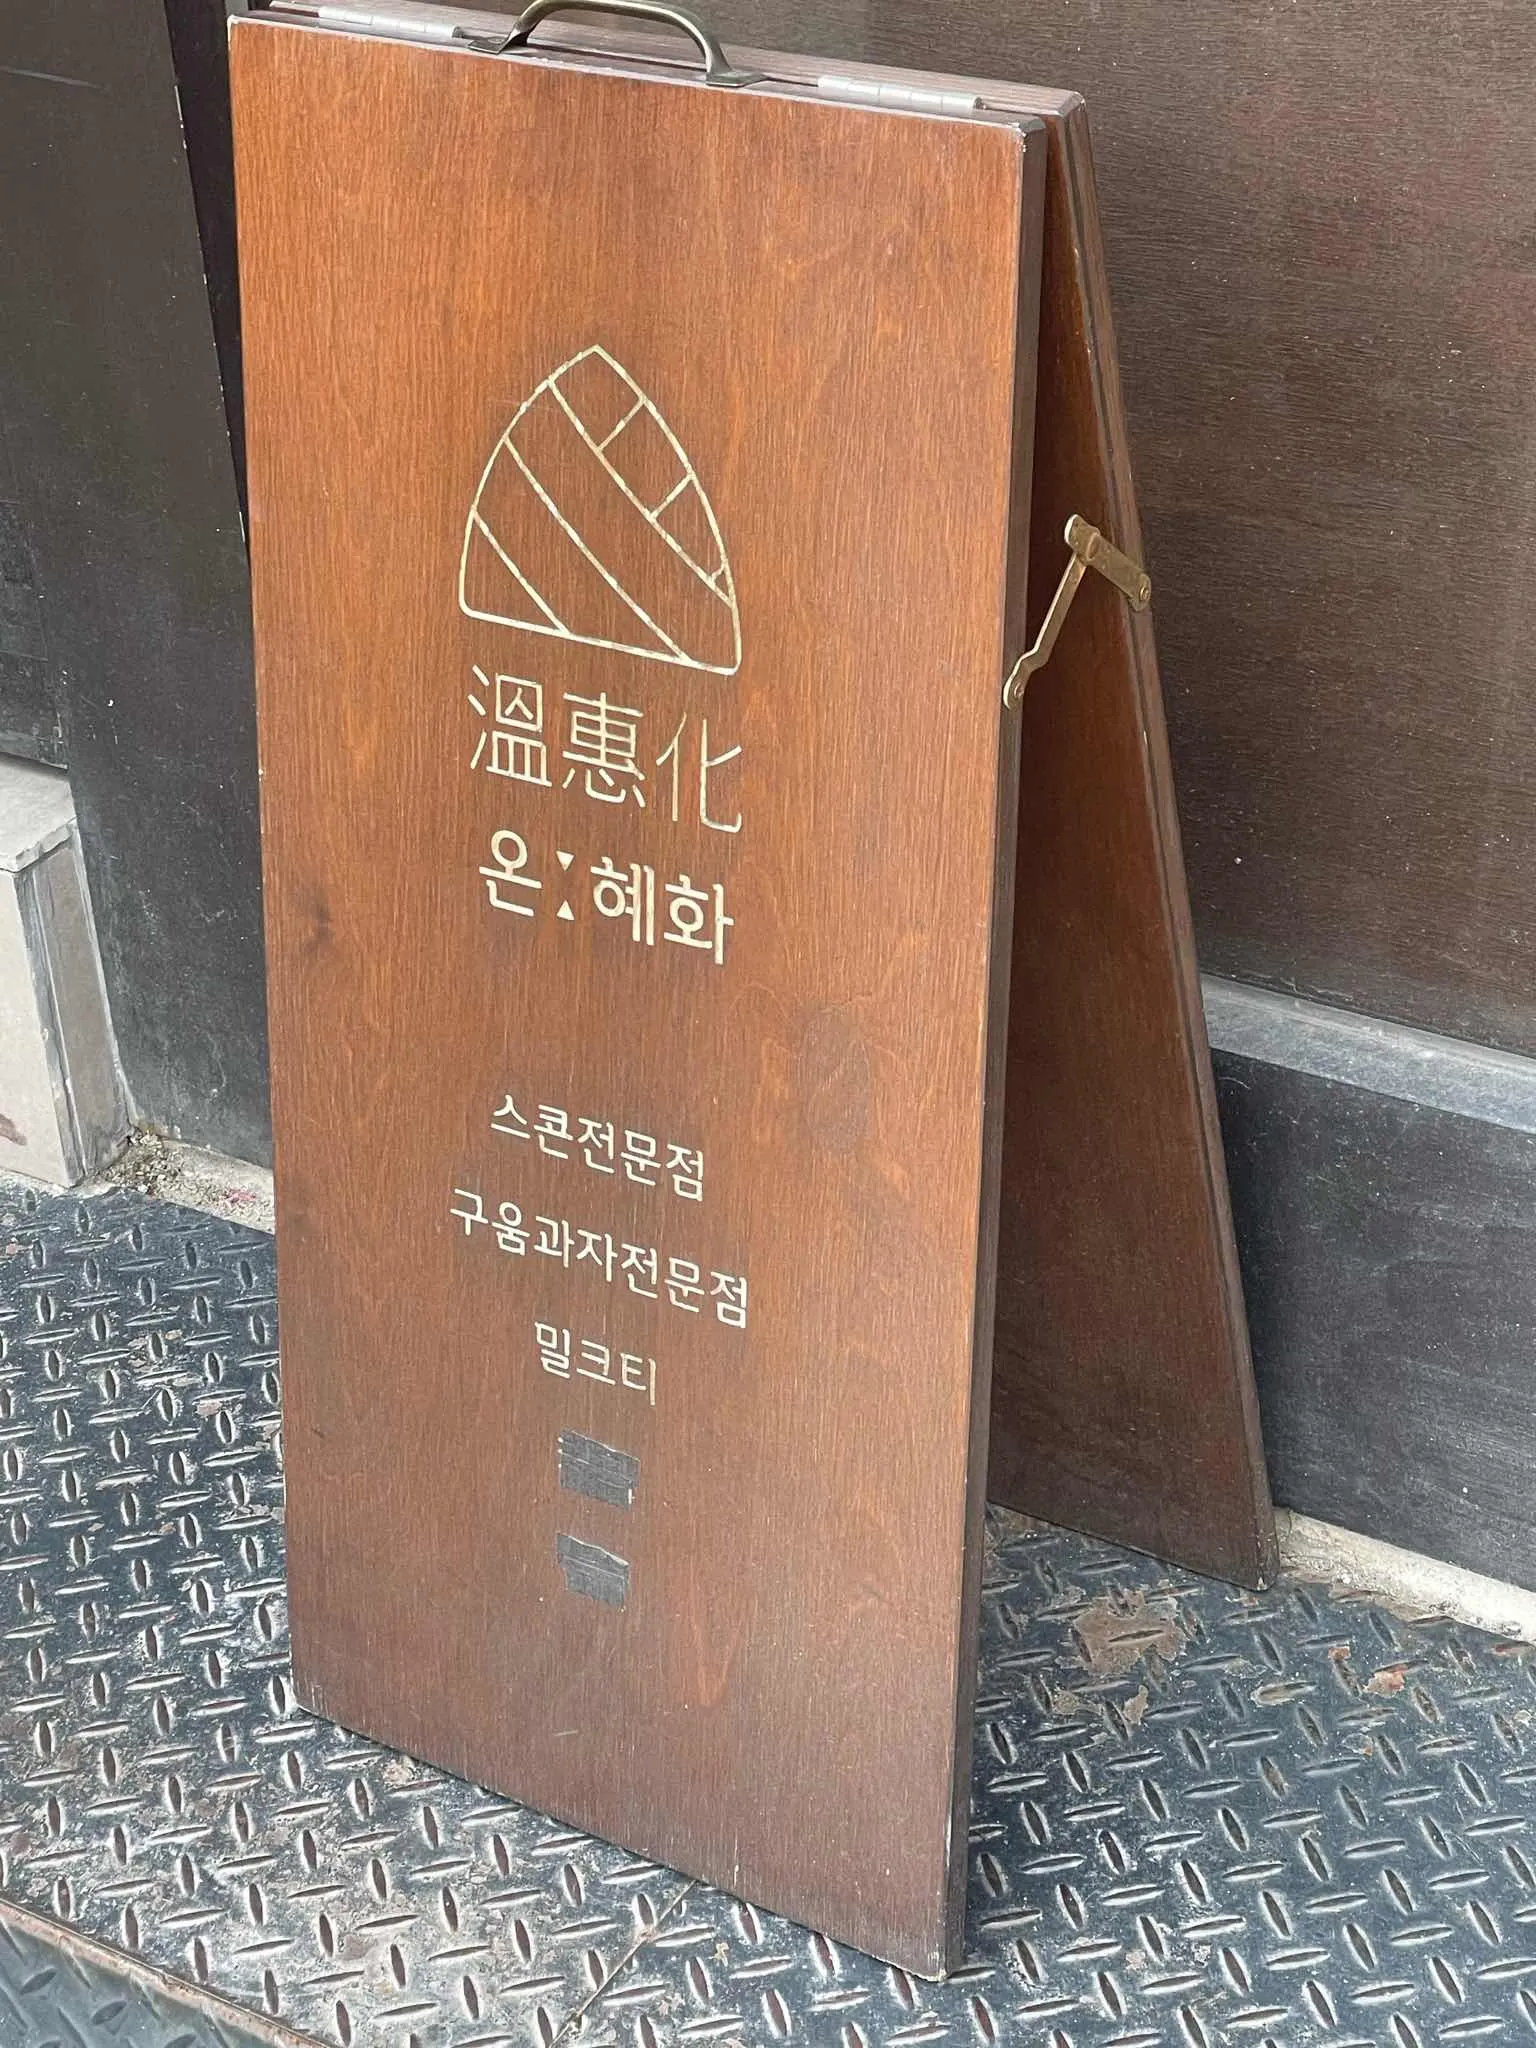 溫惠化
온:혜화
스콘전문점
구움과자전문점
밀크티